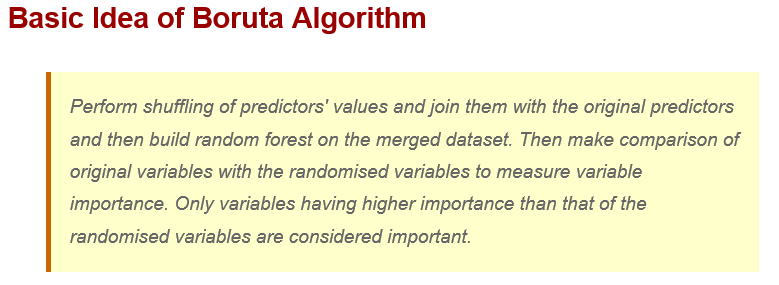 Basic Idea of Boruta Algorithm
Perform shuffling of predictors' values and join them with the original predictors
and then build random forest on the merged dataset. Then make comparison of
original variables with the randomised variables to measure variable
importance. Only variables having higher importance than that of the
randomised variables are considered important.